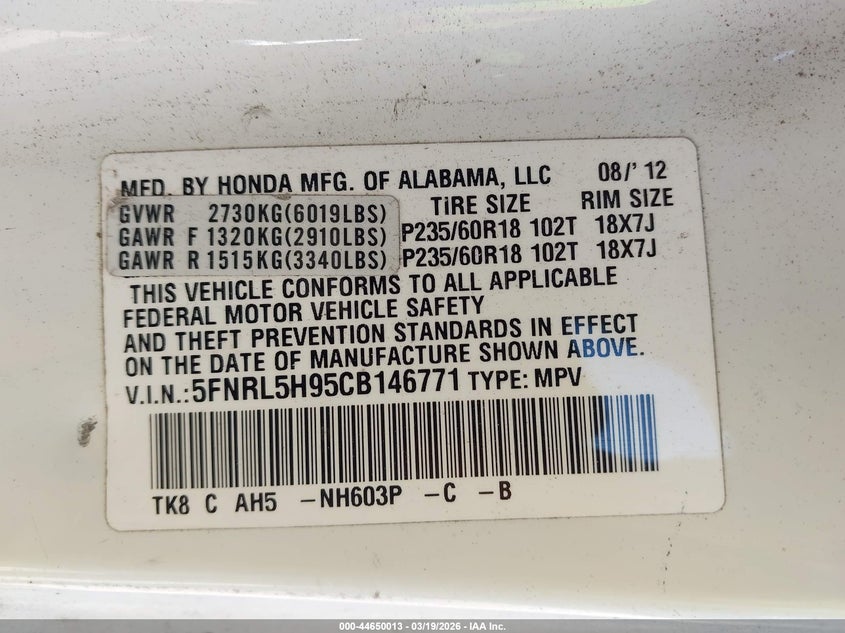 MFD. BY HONDA MFG. OF ALABAMA, LLC 08/' 12
GVWR 2730KG(6019LBS) TIRE SIZE RIM SIZE
GAWR F 1320KG(2910LBS) P235/60R18 102T 18X7J
GAWR R 1515KG(3340LBS) P235/60R18 102T 18X7J
THIS VEHICLE CONFORMS TO ALL APPLICABLE
FEDERAL MOTOR VEHICLE SAFETY
AND THEFT PREVENTION STANDARDS IN EFFECT
ON THE DATE OF MANUFACTURE SHOWN ABOVE.
V.I.N.:5FNRL5H95CB146771 TYPE: MPV
TK8 C AH5 -NH603P -C -B
000-44650013 - 03/19/2026 - IAA Inc.